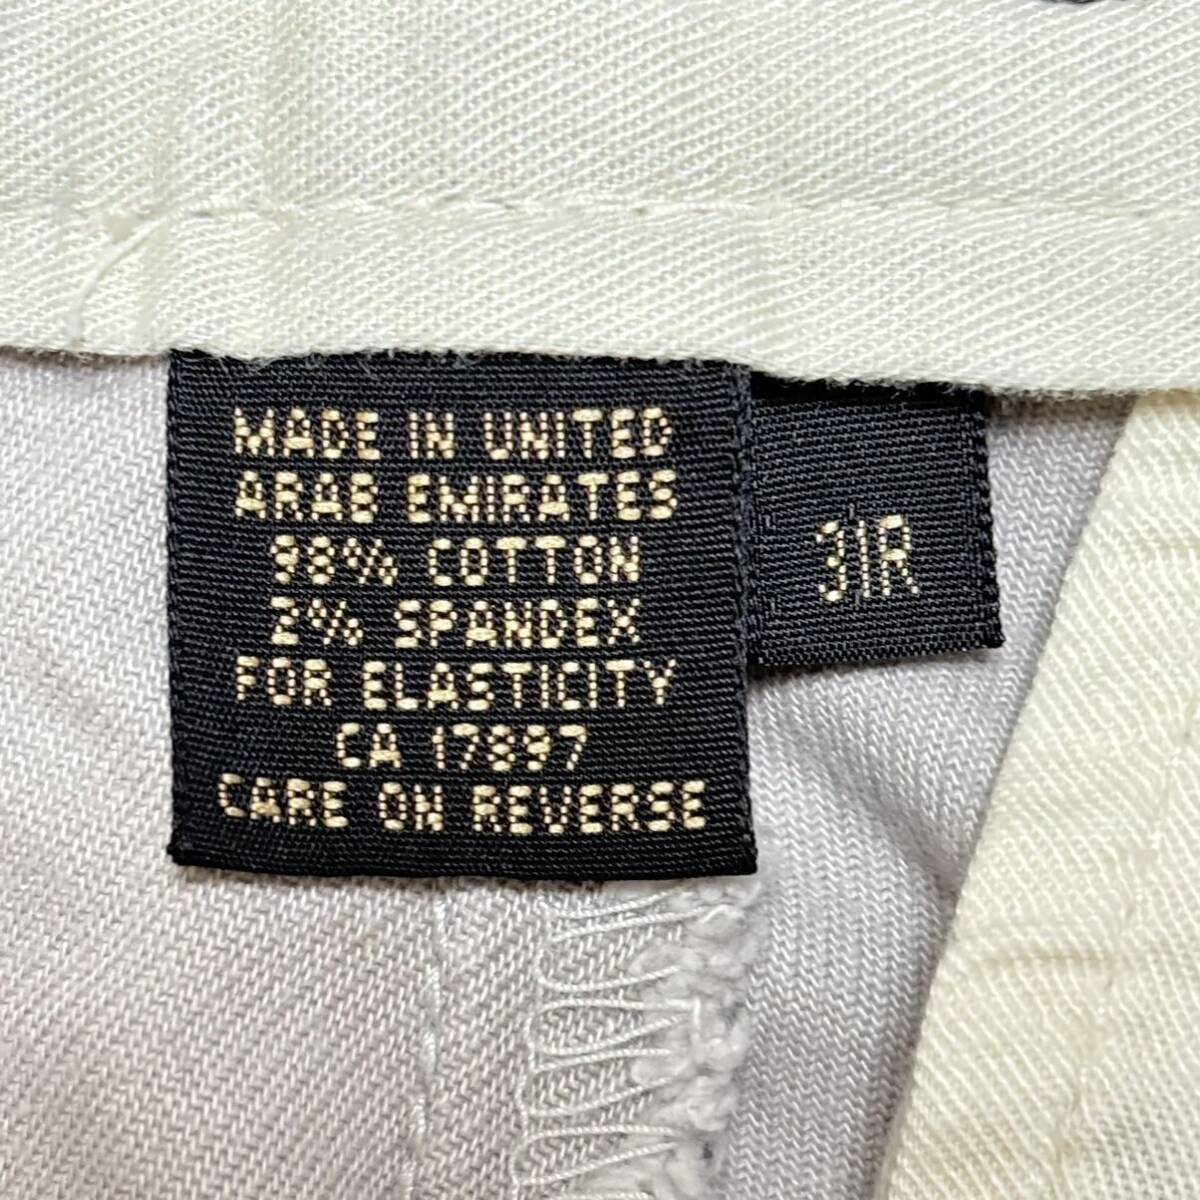 MADE IN UNITED
ARAB EMIRATES
98% COTTON
2% SPANDEX
FOR ELASTICITY
CA 17897
CARE ON REVERSE
31R